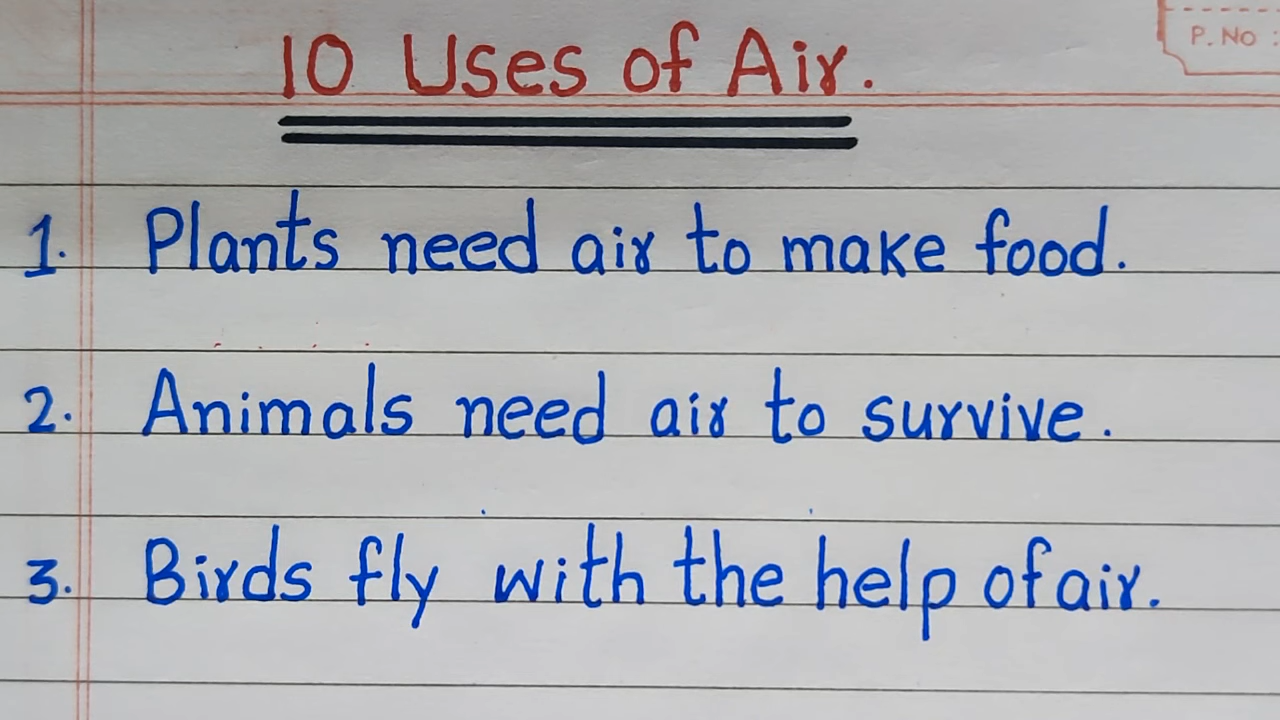 P. No :
10 Uses of Air.
1. Plants need air to make food.
2. Animals need air to survive.
3. Birds fly with the help of air.